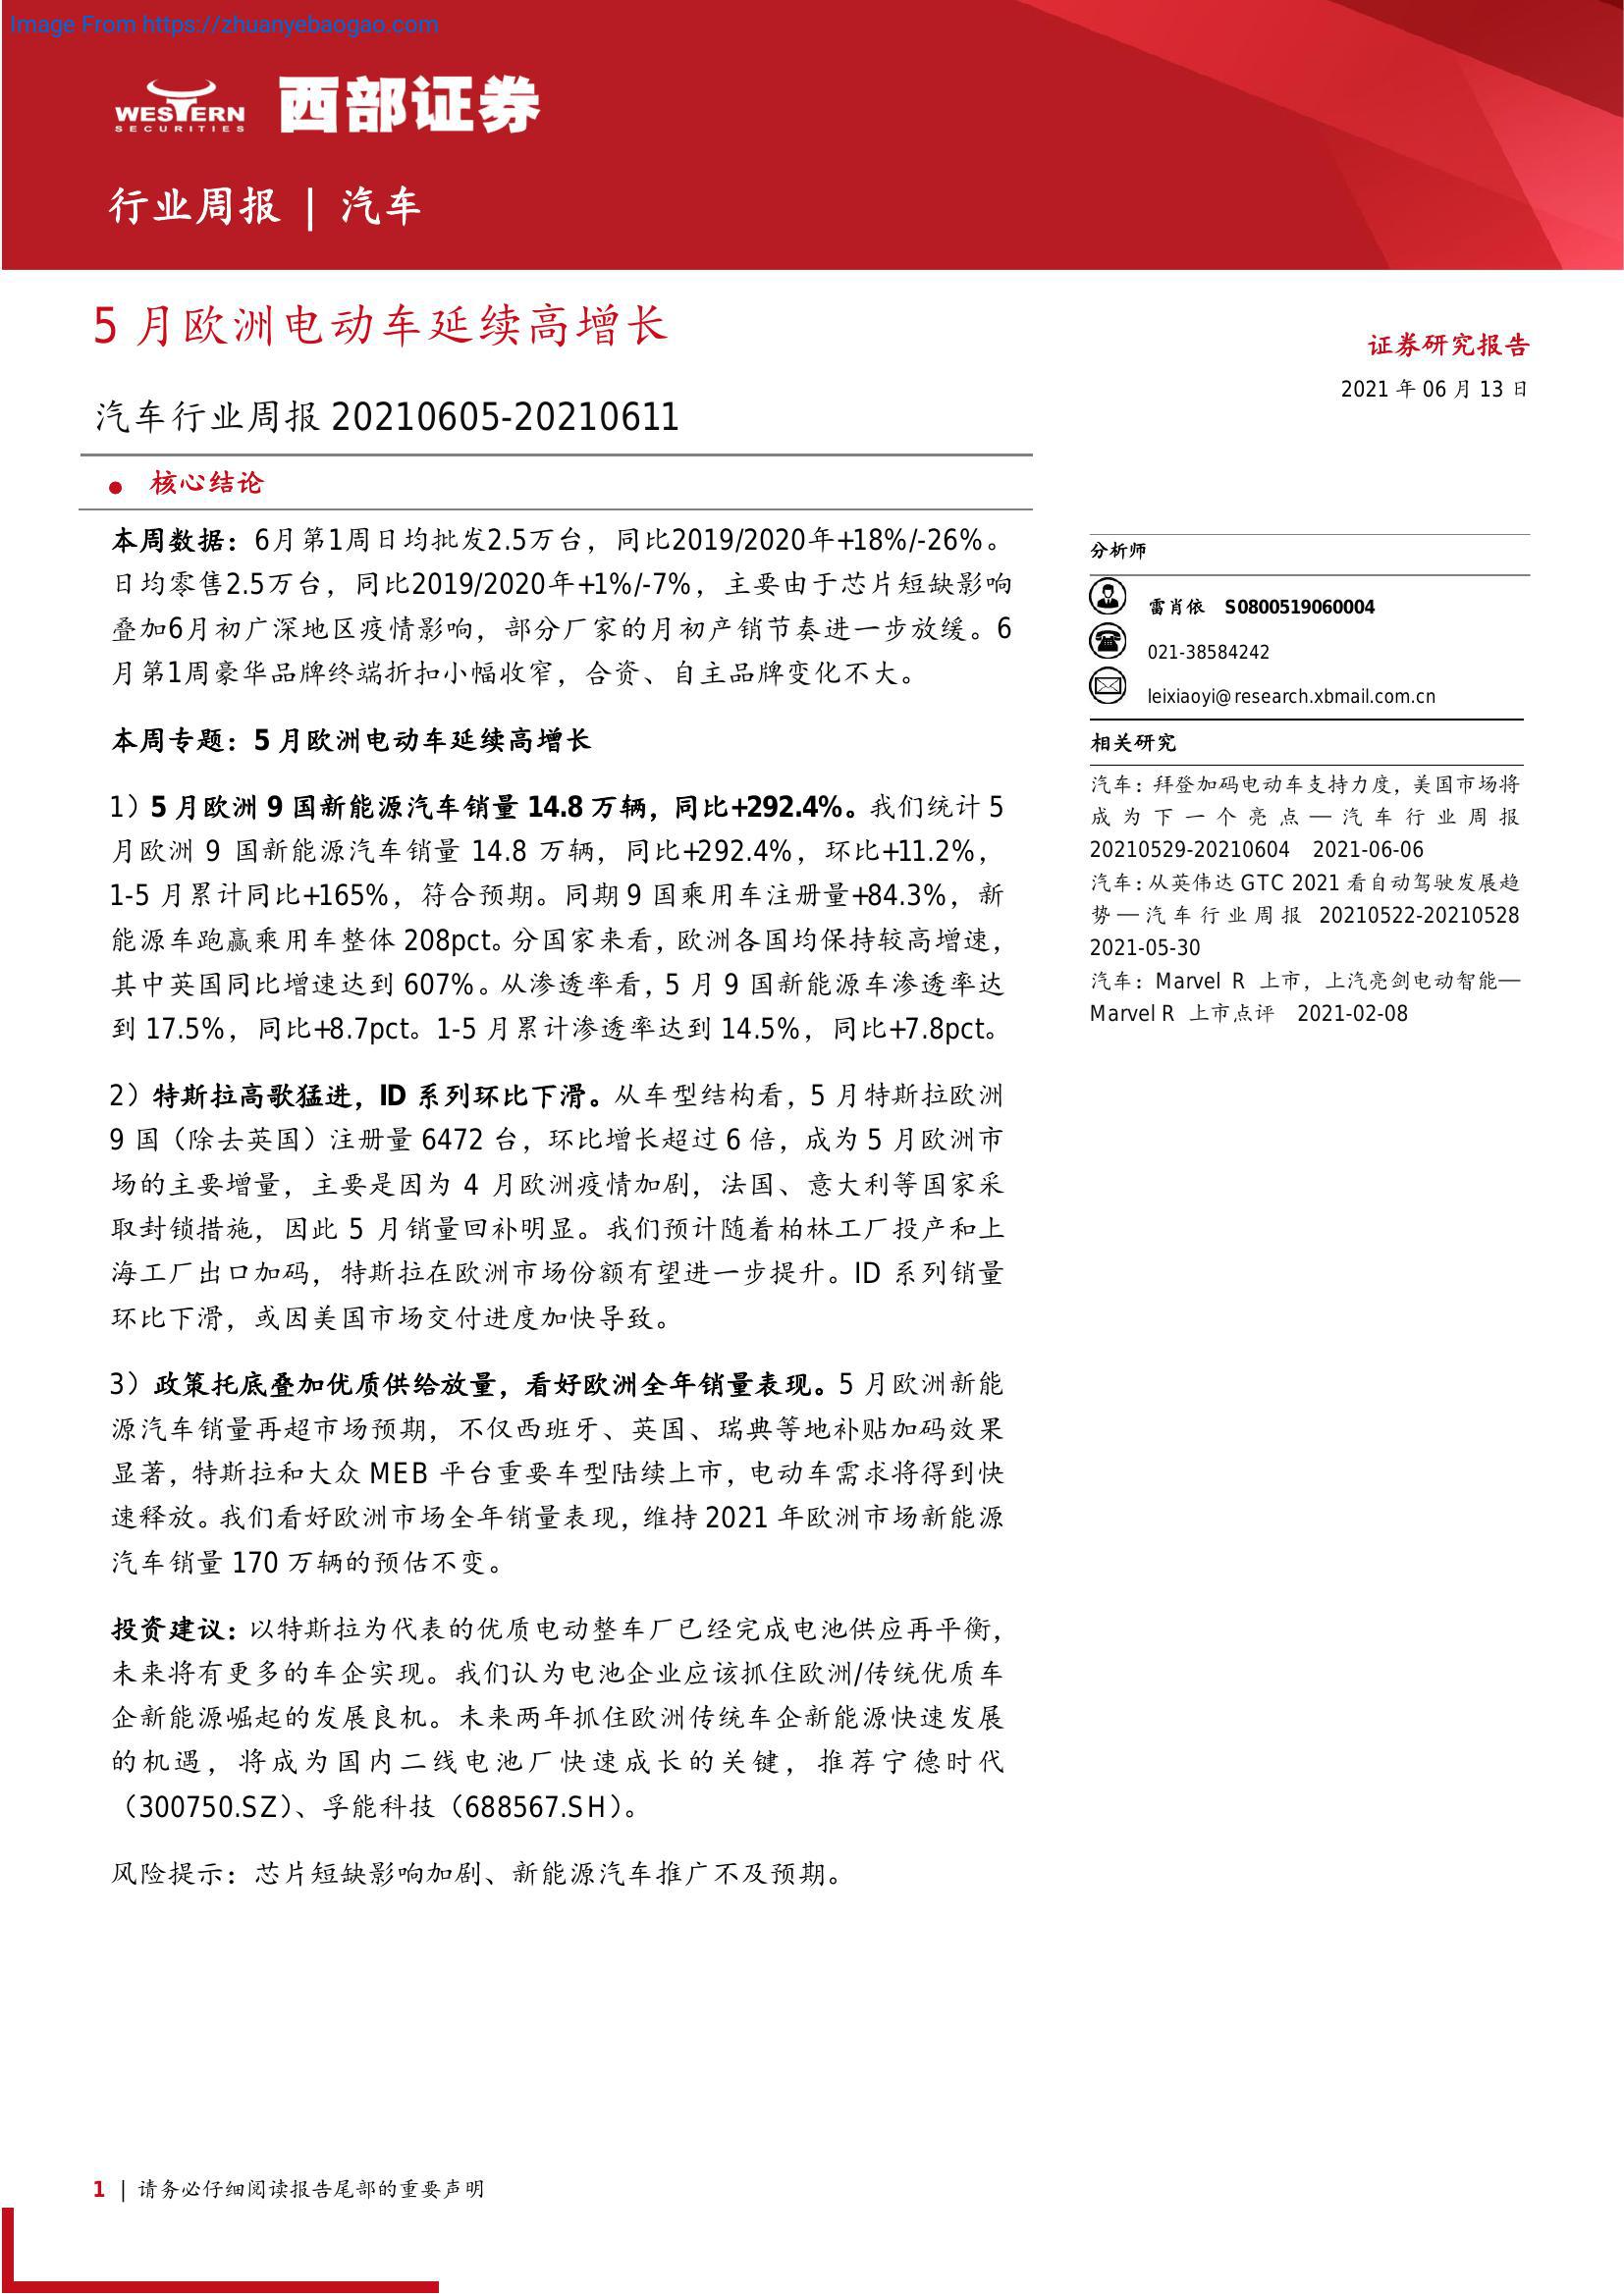 Image From https://zhuanyebaogao.com
WESTERN
SECURITIES
西部证券
行业周报 | 汽车
5 月欧洲电动车延续高增长
汽车行业周报 20210605-20210611
证券研究报告
2021 年 06 月 13 日
● 核心结论
本周数据：6月第1周日均批发2.5万台，同比2019/2020年+18%/-26%。
日均零售2.5万台，同比2019/2020年+1%/-7%，主要由于芯片短缺影响
叠加6月初广深地区疫情影响，部分厂家的月初产销节奏进一步放缓。6
月第1周豪华品牌终端折扣小幅收窄，合资、自主品牌变化不大。
本周专题：5 月欧洲电动车延续高增长
1）5 月欧洲 9 国新能源汽车销量 14.8 万辆，同比+292.4%。我们统计 5
月欧洲 9 国新能源汽车销量 14.8 万辆，同比+292.4%，环比+11.2%，
1-5 月累计同比+165%，符合预期。同期 9 国乘用车注册量+84.3%，新
能源车跑赢乘用车整体 208pct。分国家来看，欧洲各国均保持较高增速，
其中英国同比增速达到 607%。从渗透率看，5 月 9 国新能源车渗透率达
到 17.5%，同比+8.7pct。1-5 月累计渗透率达到 14.5%，同比+7.8pct。
2）特斯拉高歌猛进，ID 系列环比下滑。从车型结构看，5 月特斯拉欧洲
9 国（除去英国）注册量 6472 台，环比增长超过 6 倍，成为 5 月欧洲市
场的主要增量，主要是因为 4 月欧洲疫情加剧，法国、意大利等国家采
取封锁措施，因此 5 月销量回补明显。我们预计随着柏林工厂投产和上
海工厂出口加码，特斯拉在欧洲市场份额有望进一步提升。ID 系列销量
环比下滑，或因美国市场交付进度加快导致。
3）政策托底叠加优质供给放量，看好欧洲全年销量表现。5 月欧洲新能
源汽车销量再超市场预期，不仅西班牙、英国、瑞典等地补贴加码效果
显著，特斯拉和大众 MEB 平台重要车型陆续上市，电动车需求将得到快
速释放。我们看好欧洲市场全年销量表现，维持 2021 年欧洲市场新能源
汽车销量 170 万辆的预估不变。
投资建议：以特斯拉为代表的优质电动整车厂已经完成电池供应再平衡，
未来将有更多的车企实现。我们认为电池企业应该抓住欧洲/传统优质车
企新能源崛起的发展良机。未来两年抓住欧洲传统车企新能源快速发展
的机遇，将成为国内二线电池厂快速成长的关键，推荐宁德时代
（300750.SZ）、孚能科技（688567.SH）。
风险提示：芯片短缺影响加剧、新能源汽车推广不及预期。
分析师
雷肖依 S0800519060004
021-38584242
leixiaoyi@research.xbmail.com.cn
相关研究
汽车：拜登加码电动车支持力度，美国市场将
成为下一个亮点—汽车行业周报
20210529-20210604 2021-06-06
汽车：从英伟达 GTC 2021 看自动驾驶发展趋
势—汽车行业周报 20210522-20210528
2021-05-30
汽车：Marvel R 上市，上汽亮剑电动智能—
Marvel R 上市点评 2021-02-08
1 | 请务必仔细阅读报告尾部的重要声明